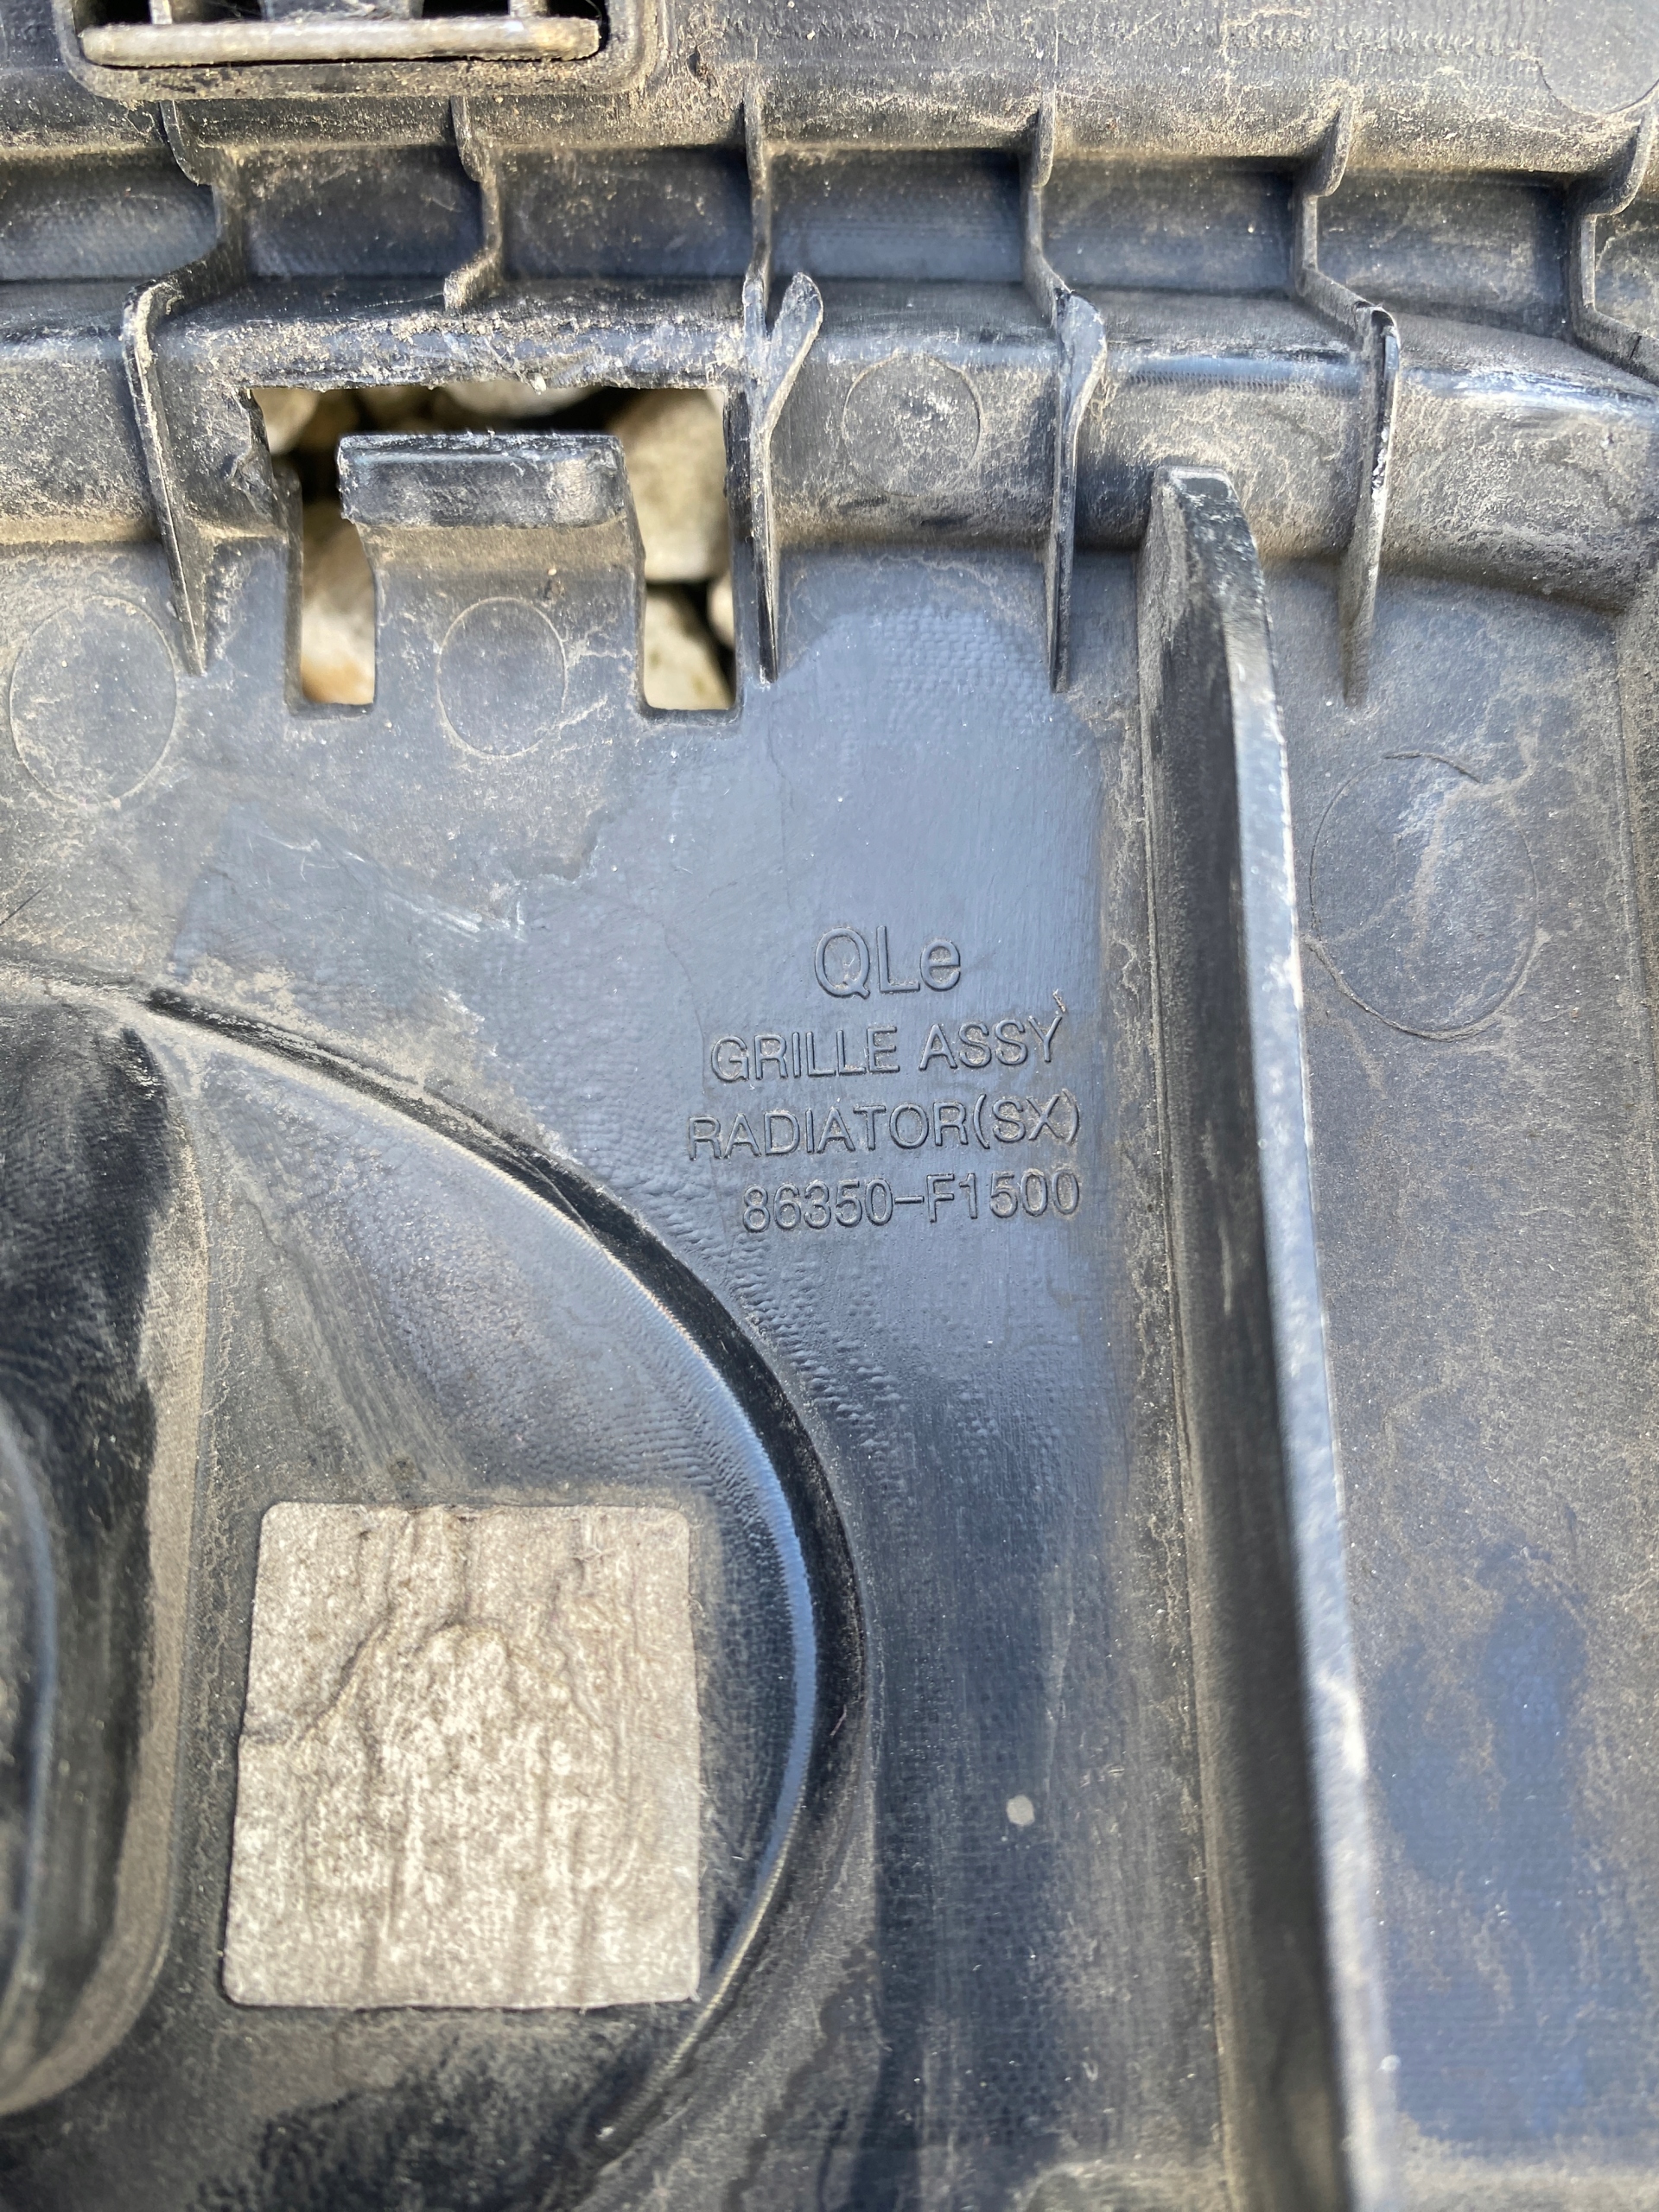 QLe
GRILLE ASSY
RADIATOR(SX)
86350-F1500